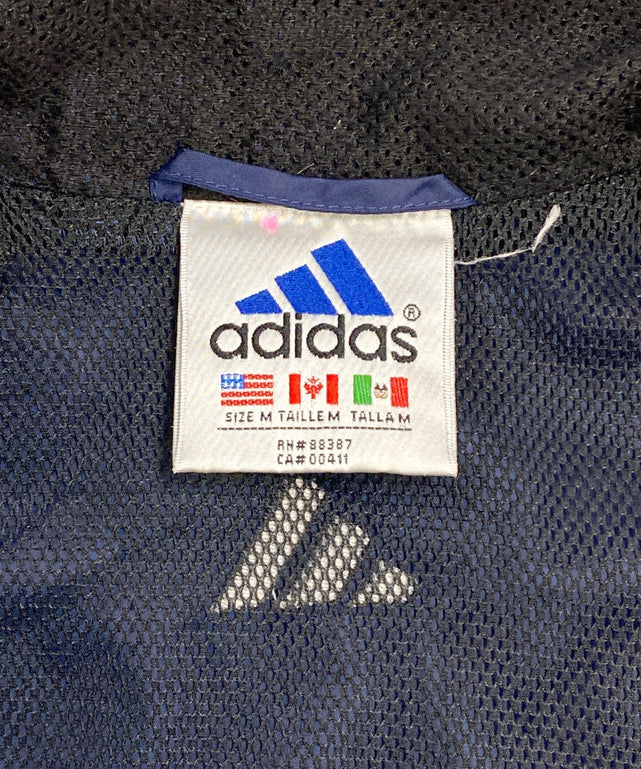 adidas®
SIZE M TAILLE M TALLA M
RN#88387
CA#00411